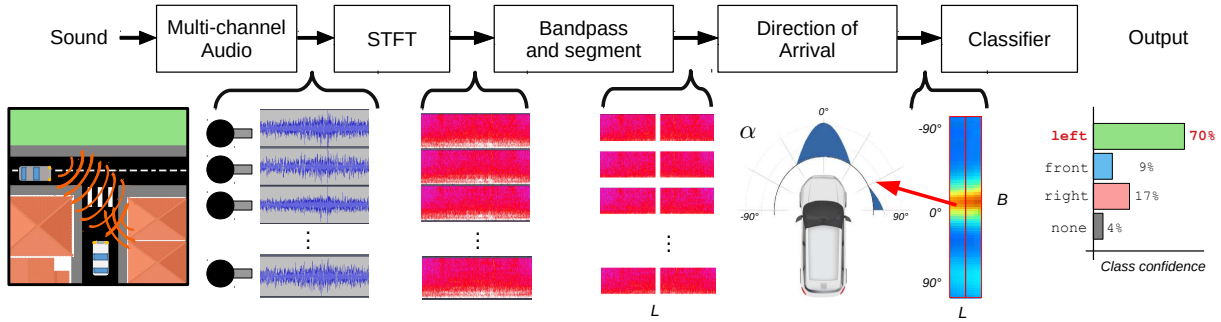 Sound
Multi-channel
Audio
STFT
Bandpass
and segment
Direction of
Arrival
Classifier
Output
α
0°
-90°
90°
-90°
0°
90°
B
L
L
left
70%
front
9%
right
17%
none
4%
Class confidence